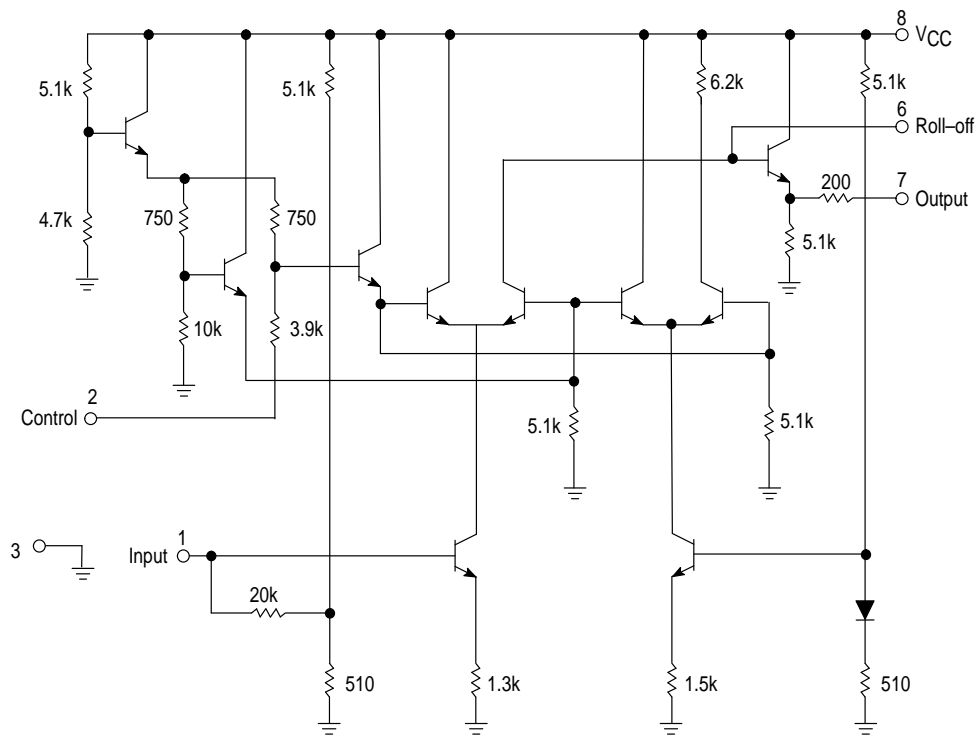 8
VCC
5.1k
5.1k
6.2k
5.1k
6
Roll–off
200
7
Output
4.7k
750
750
5.1k
10k
3.9k
2
Control
5.1k
5.1k
1
Input
3
20k
510
1.3k
1.5k
510